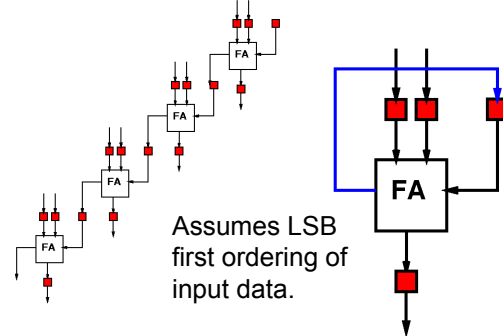 FA
FA
FA
FA
FA
Assumes LSB
first ordering of
input data.